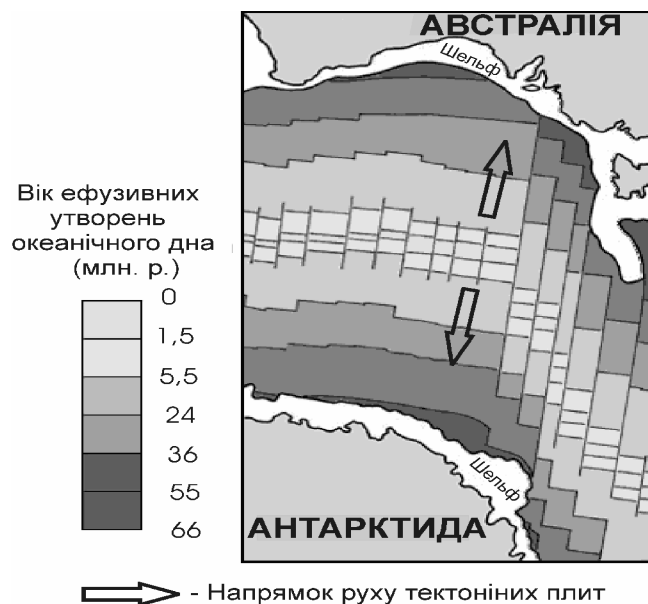 АВСТРАЛІЯ
Шельф
Вік ефузивних
утворень
океанічного дна
(млн. р.)
0
1,5
5,5
24
36
55
66
Шельф
АНТАРКТИДА
- Напрямок руху тектоніних плит